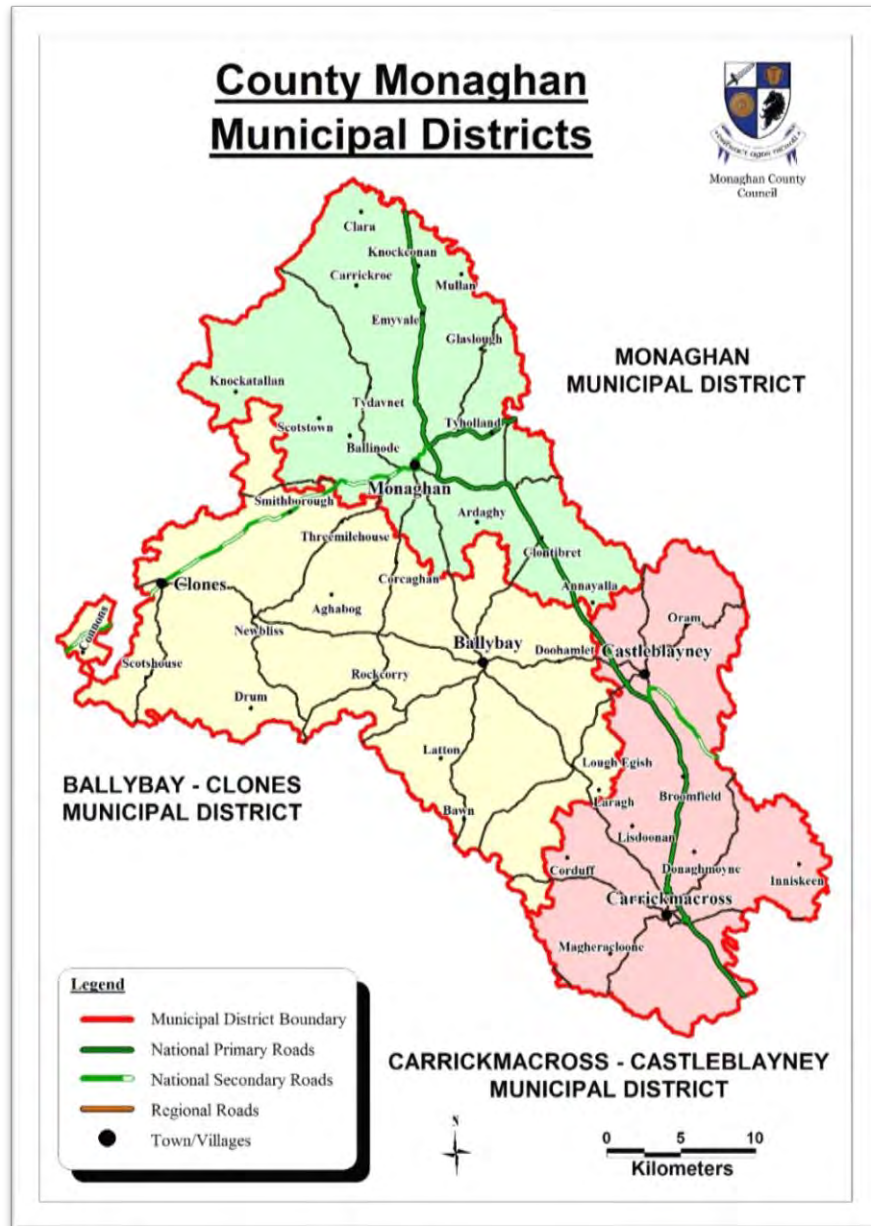 County Monaghan
Municipal Districts
Monaghan County
Council
Clara
Knockconan
Carrickroe
Mullan
Emyvale
Glaslough
MONAGHAN
MUNICIPAL DISTRICT
Knockatallan
Tydavnet
Scotstown
Tyholland
Ballinode
Monaghan
Smithborough
Ardaghy
Threemilehouse
Clontibret
Corcaghan
Clones
Annayalla
Aghabog
Oram
Connons
Newbliss
Ballybay
Doohamlet
Castleblayney
Scotshouse
Rockcorry
Drum
Latton
Lough Egish
BALLYBAY - CLONES
MUNICIPAL DISTRICT
Broomfield
Laragh
Bawn
Lisdoonan
Corduff
Donaghmoyne
Inniskeen
Carrickmacross
Magheracloone
Legend
Municipal District Boundary
National Primary Roads
National Secondary Roads
Regional Roads
Town/Villages
CARRICKMACROSS - CASTLEBLAYNEY
MUNICIPAL DISTRICT
0 5 10
Kilometers